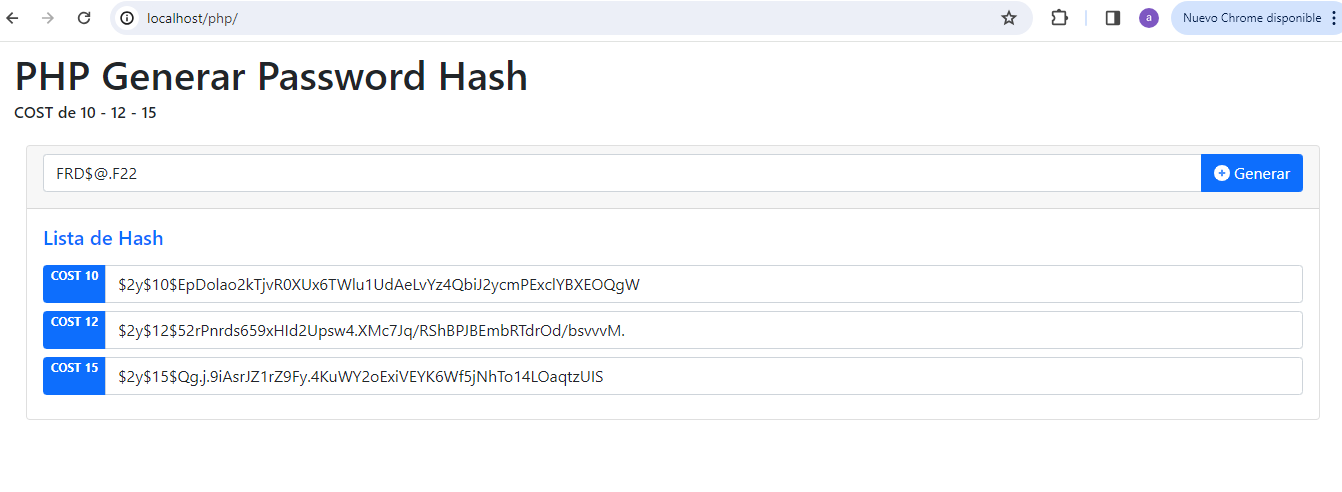 localhost/php/
a
Nuevo Chrome disponible
PHP Generar Password Hash
COST de 10 - 12 - 15
FRD$@.F22
Generar
Lista de Hash
COST 10
$2y$10$EpDolao2kTjvR0XUx6TWlu1UdAeLvYz4QbiJ2ycmPExclYBXEOQgW
COST 12
$2y$12$52rPnrds659xHId2Upsw4.XMc7Jq/RShBPJBEmbRTdrOd/bsvvvM.
COST 15
$2y$15$Qg.j.9iAsrJZ1rZ9Fy.4KuWY2oExiVEYK6Wf5jNhTo14LOaqtzUIS